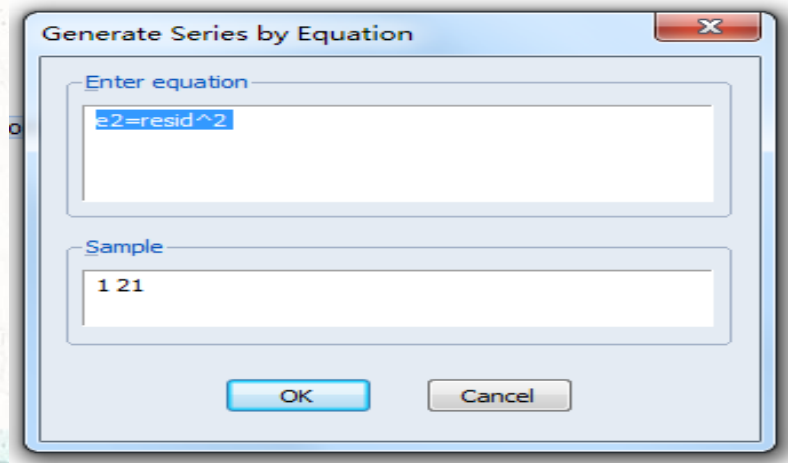 Generate Series by Equation
Enter equation
o
e2=resid^2
Sample
1 21
OK
Cancel